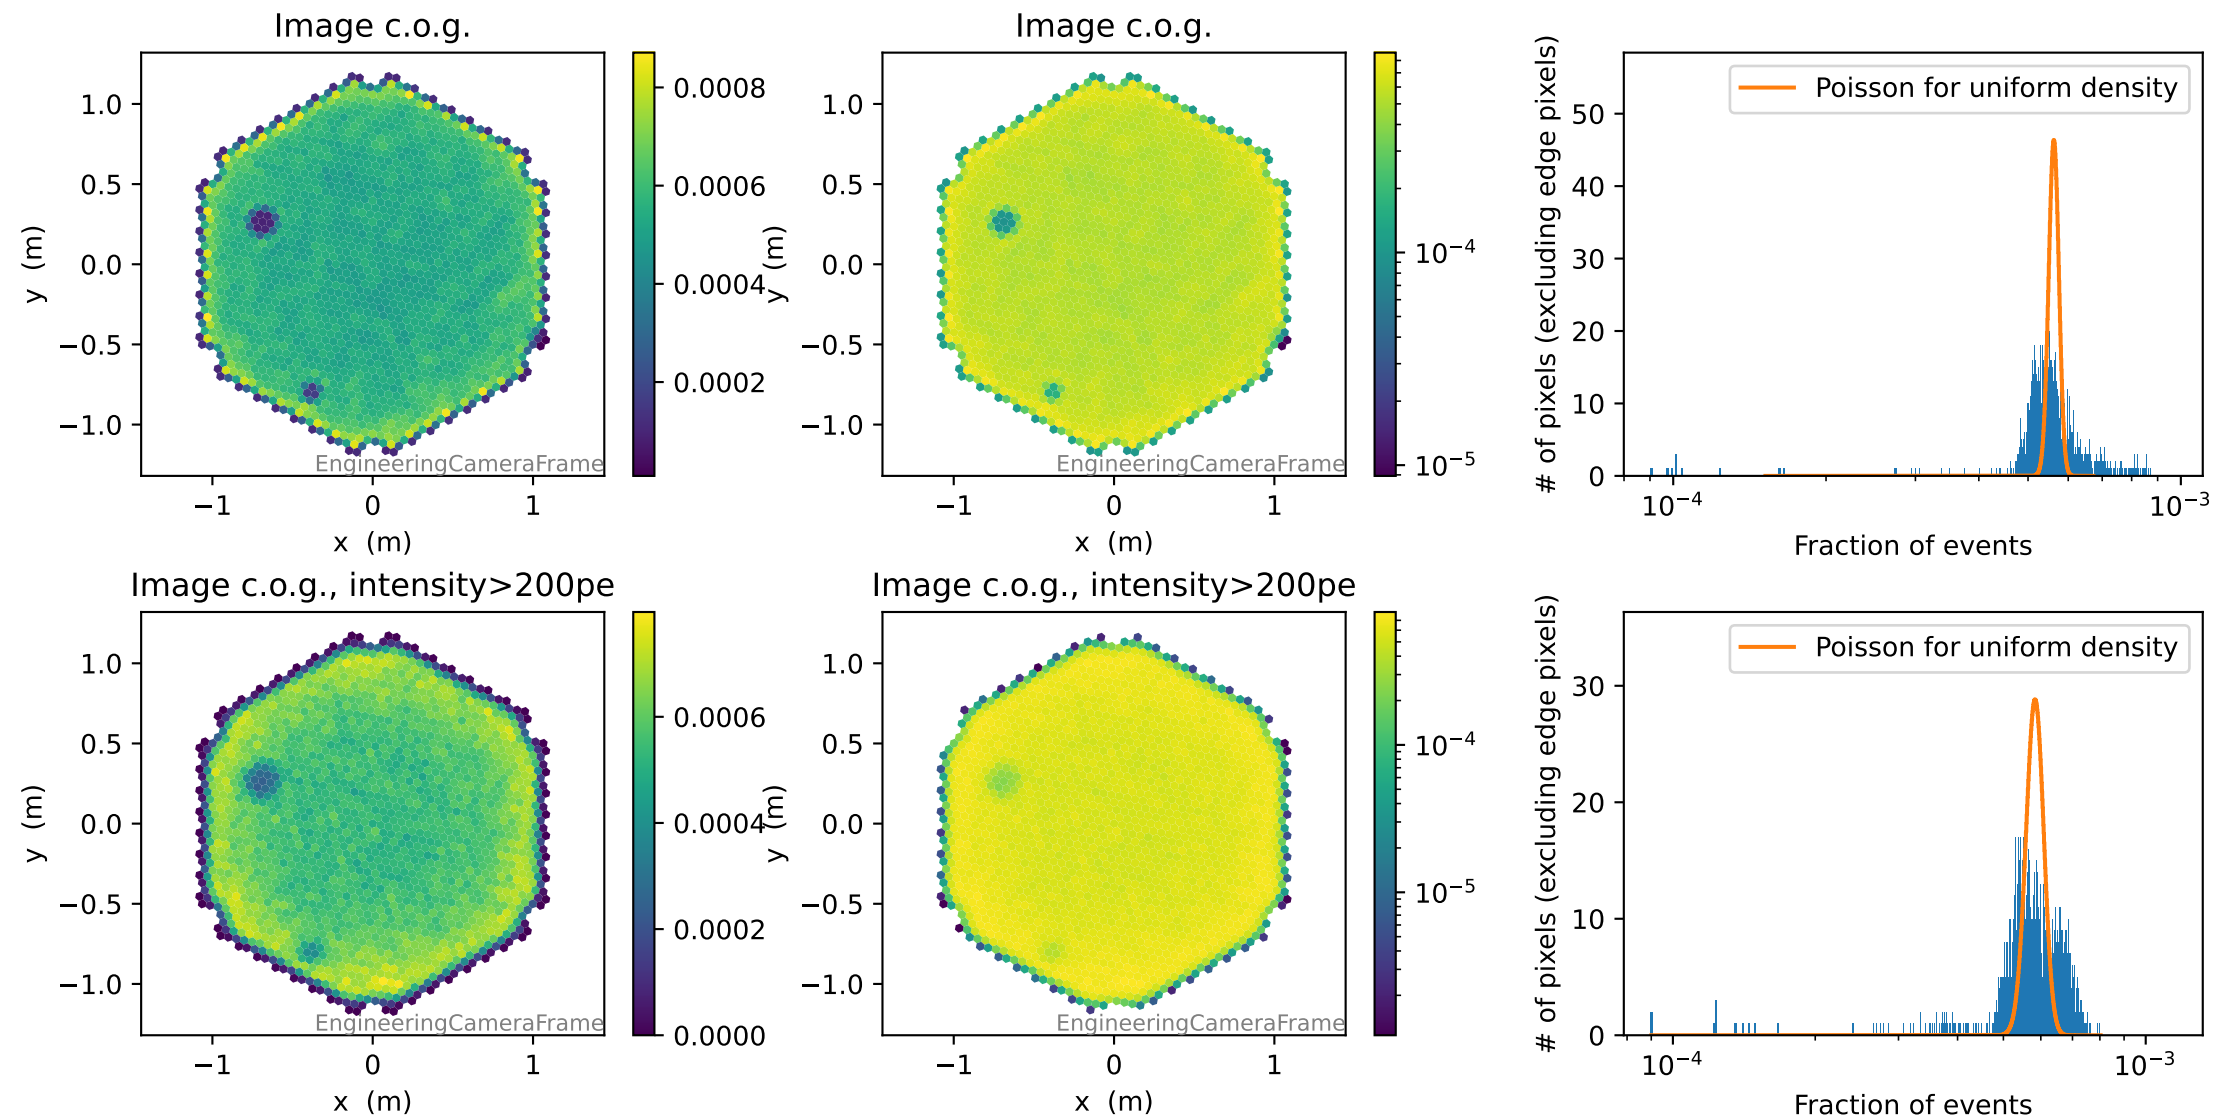 Image c.o.g.
y (m)
1.0
0.5
0.0
−0.5
−1.0
−1
0
1
x (m)
EngineeringCameraFrame
0.0008
0.0006
0.0004
0.0002
Image c.o.g.
y (m)
1.0
0.5
0.0
−0.5
−1.0
−1
0
1
x (m)
EngineeringCameraFrame
10−4
10−5
# of pixels (excluding edge pixels)
50
40
30
20
10
0
Poisson for uniform density
10−4
10−3
Fraction of events
Image c.o.g., intensity>200pe
y (m)
1.0
0.5
0.0
−0.5
−1.0
−1
0
1
x (m)
EngineeringCameraFrame
0.0006
0.0004
0.0002
0.0000
Image c.o.g., intensity>200pe
y (m)
1.0
0.5
0.0
−0.5
−1.0
−1
0
1
x (m)
EngineeringCameraFrame
10−4
10−5
# of pixels (excluding edge pixels)
30
20
10
0
Poisson for uniform density
10−4
10−3
Fraction of events